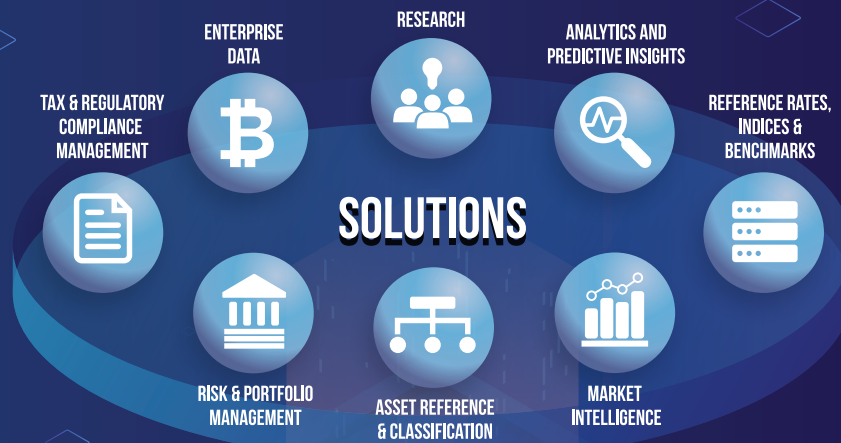 RESEARCH
ENTERPRISE
DATA
ANALYTICS AND
PREDICTIVE INSIGHTS
TAX & REGULATORY
COMPLIANCE
MANAGEMENT
REFERENCE RATES,
INDICES &
BENCHMARKS
SOLUTIONS
RISK & PORTFOLIO
MANAGEMENT
ASSET REFERENCE
& CLASSIFICATION
MARKET
INTELLIGENCE